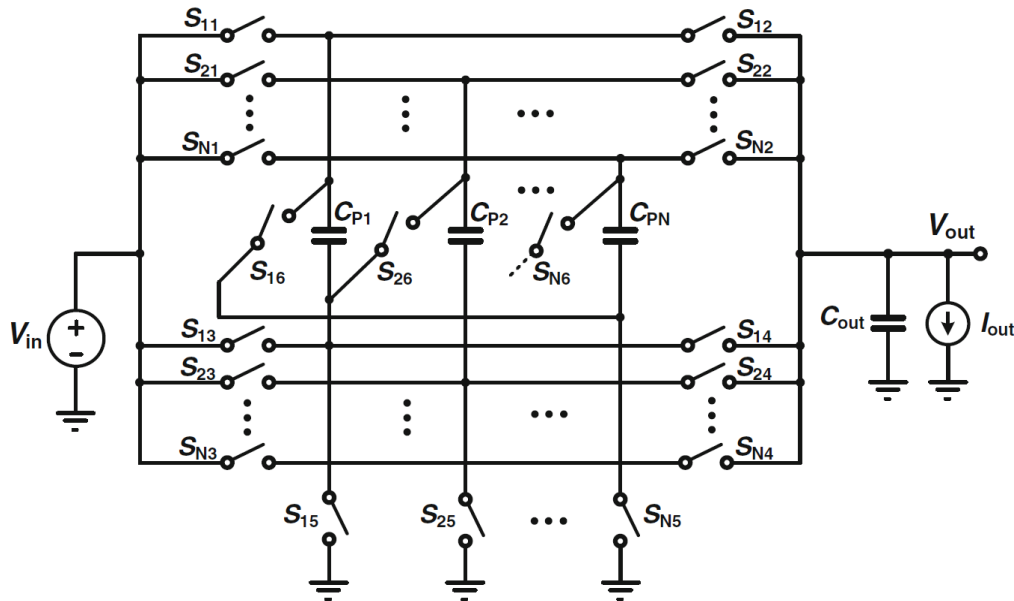 S11
S12
S21
S22
SN1
SN2
CP1
CP2
CPN
S16
S26
SN6
Vout
Vin
+
−
S13
S14
Cout
Iout
S23
S24
SN3
SN4
S15
S25
SN5